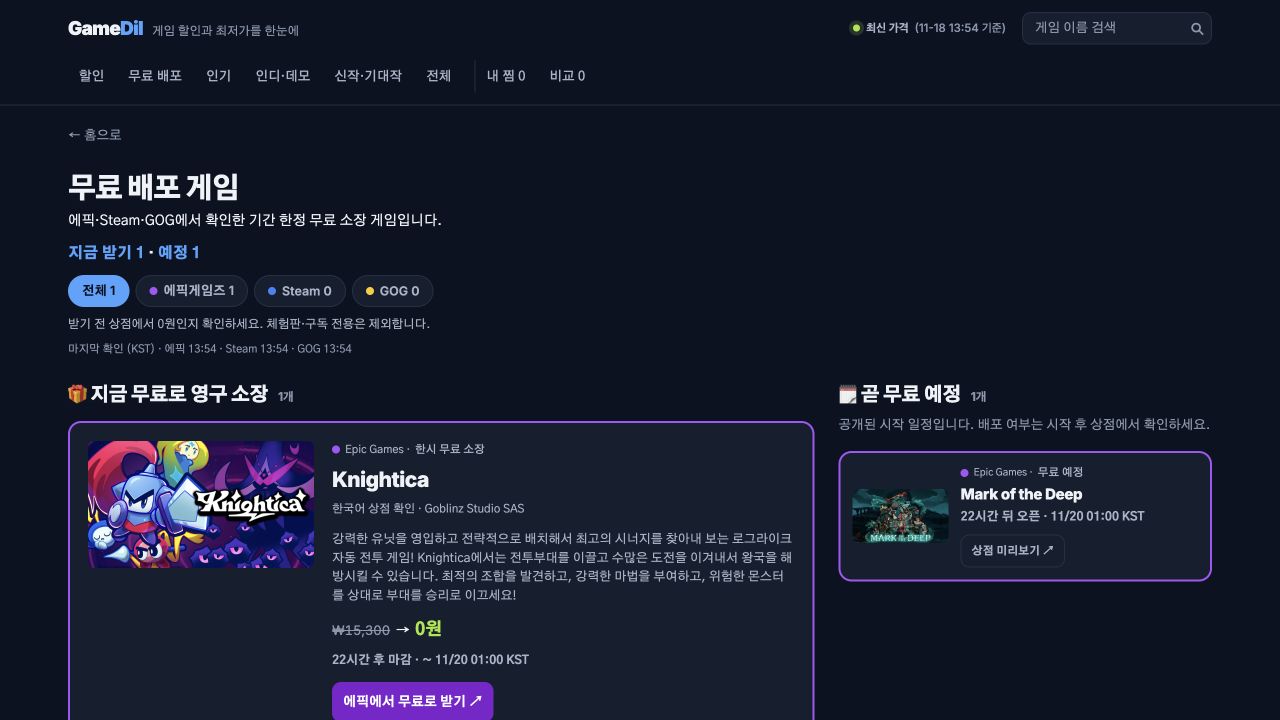 GameDil 게임 할인과 최저가를 한눈에
최신 가격 (11-18 13:54 기준)
게임 이름 검색
할인 무료 배포 인기 인디·데모 신작·기대작 전체 내 찜 0 비교 0
← 홈으로
무료 배포 게임
에픽·Steam·GOG에서 확인한 기간 한정 무료 소장 게임입니다.
지금 받기 1 · 예정 1
전체 1 에픽게임즈 1 Steam 0 GOG 0
받기 전 상점에서 0원인지 확인하세요. 체험판·구독 전용은 제외합니다.
마지막 확인 (KST) · 에픽 13:54 · Steam 13:54 · GOG 13:54
지금 무료로 영구 소장 1개
Knightica
Epic Games · 한시 무료 소장
Knightica
한국어 상점 확인 · Goblinz Studio SAS
강력한 유닛을 영입하고 전략적으로 배치해서 최고의 시너지를 찾아내 보는 로그라이크
자동 전투 게임! Knightica에서는 전투부대를 이끌고 수많은 도전을 이겨내서 왕국을 해
방시킬 수 있습니다. 최적의 조합을 발견하고, 강력한 마법을 부여하고, 위험한 몬스터
를 상대로 부대를 승리로 이끄세요!
₩15,300 → 0원
22시간 후 마감 · ~ 11/20 01:00 KST
에픽에서 무료로 받기 ↗
곧 무료 예정 1개
공개된 시작 일정입니다. 배포 여부는 시작 후 상점에서 확인하세요.
MARK OF THE DEEP
Epic Games · 무료 예정
Mark of the Deep
22시간 뒤 오픈 · 11/20 01:00 KST
상점 미리보기 ↗